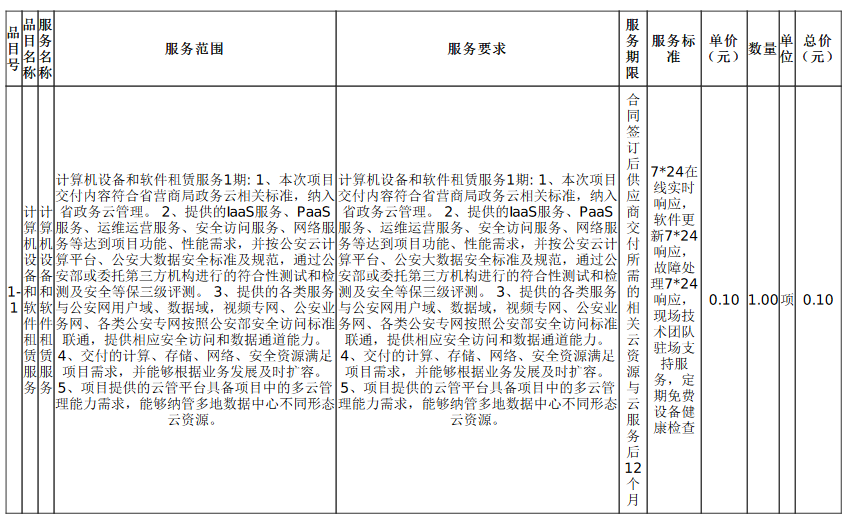 品目号
品目名称
服务名称
服务范围
服务要求
服务期限
服务标准
单价（元）
数量
单位
总价（元）
1-1
计算机设备和软件租赁服务
计算机设备和软件租赁服务
计算机设备和软件租赁服务1期：1、本次项目
交付内容符合省营商局政务云相关标准，纳入
省政务云管理。 2、提供的IaaS服务、PaaS
服务、运维运营服务、安全访问服务、网络服
务等达到项目功能、性能需求，并按公安云计
算平台、公安大数据安全标准及规范，通过公
安部或委托第三方机构进行的符合性测试和检
测及安全等保三级评测。 3、提供的各类服务
与公安网用户域、数据域，视频专网、公安业
务网、各类公安专网按照公安部安全访问标准
联通，提供相应安全访问和数据通道能力。
4、交付的计算、存储、网络、安全资源满足
项目需求，并能够根据业务发展及时扩容。
5、项目提供的云管平台具备项目中的多云管
理能力需求，能够纳管多地数据中心不同形态
云资源。
计算机设备和软件租赁服务1期：1、本次项目
交付内容符合省营商局政务云相关标准，纳入
省政务云管理。 2、提供的IaaS服务、PaaS
服务、运维运营服务、安全访问服务、网络服
务等达到项目功能、性能需求，并按公安云计
算平台、公安大数据安全标准及规范，通过公
安部或委托第三方机构进行的符合性测试和检
测及安全等保三级评测。 3、提供的各类服务
与公安网用户域、数据域，视频专网、公安业
务网、各类公安专网按照公安部安全访问标准
联通，提供相应安全访问和数据通道能力。
4、交付的计算、存储、网络、安全资源满足
项目需求，并能够根据业务发展及时扩容。
5、项目提供的云管平台具备项目中的多云管
理能力需求，能够纳管多地数据中心不同形态
云资源。
合同签订后供应商交付所需的相关云资源与云服务后12个月
7*24在
线实时
响应，
软件更
新7*24
响应，
故障处
理7*24
响应，
现场技
术团队
驻场支
持服
务，定
期免费
设备健
康检查
0.10
1.00
项
0.10